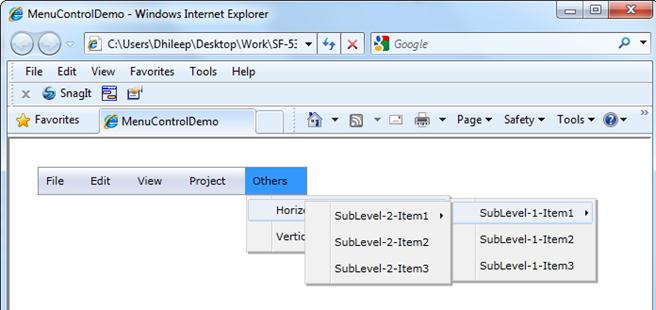 MenuControlDemo - Windows Internet Explorer
C:\Users\Dhileep\Desktop\Work\SF-53
Google
File Edit View Favorites Tools Help
x SnagIt
Favorites MenuControlDemo Page Safety Tools
File Edit View Project Others
SubLevel-2-Item1 SubLevel-1-Item1
SubLevel-2-Item2 SubLevel-1-Item2
SubLevel-2-Item3 SubLevel-1-Item3